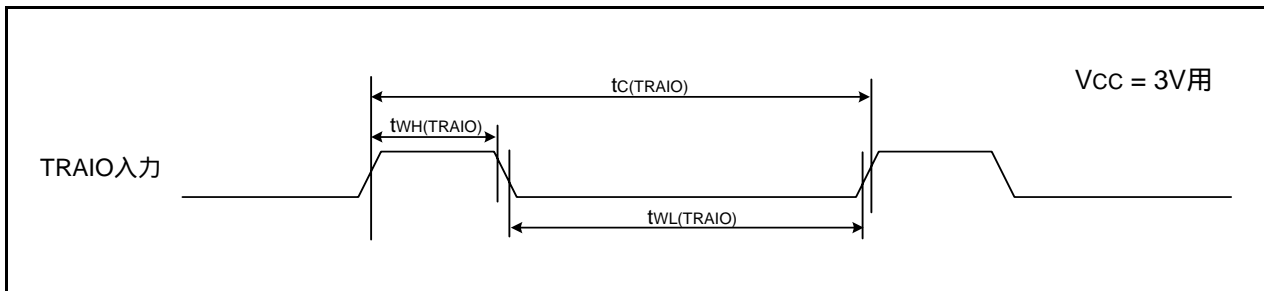 tC(TRAIO)
VCC = 3V用
tWH(TRAIO)
TRAIO入力
tWL(TRAIO)